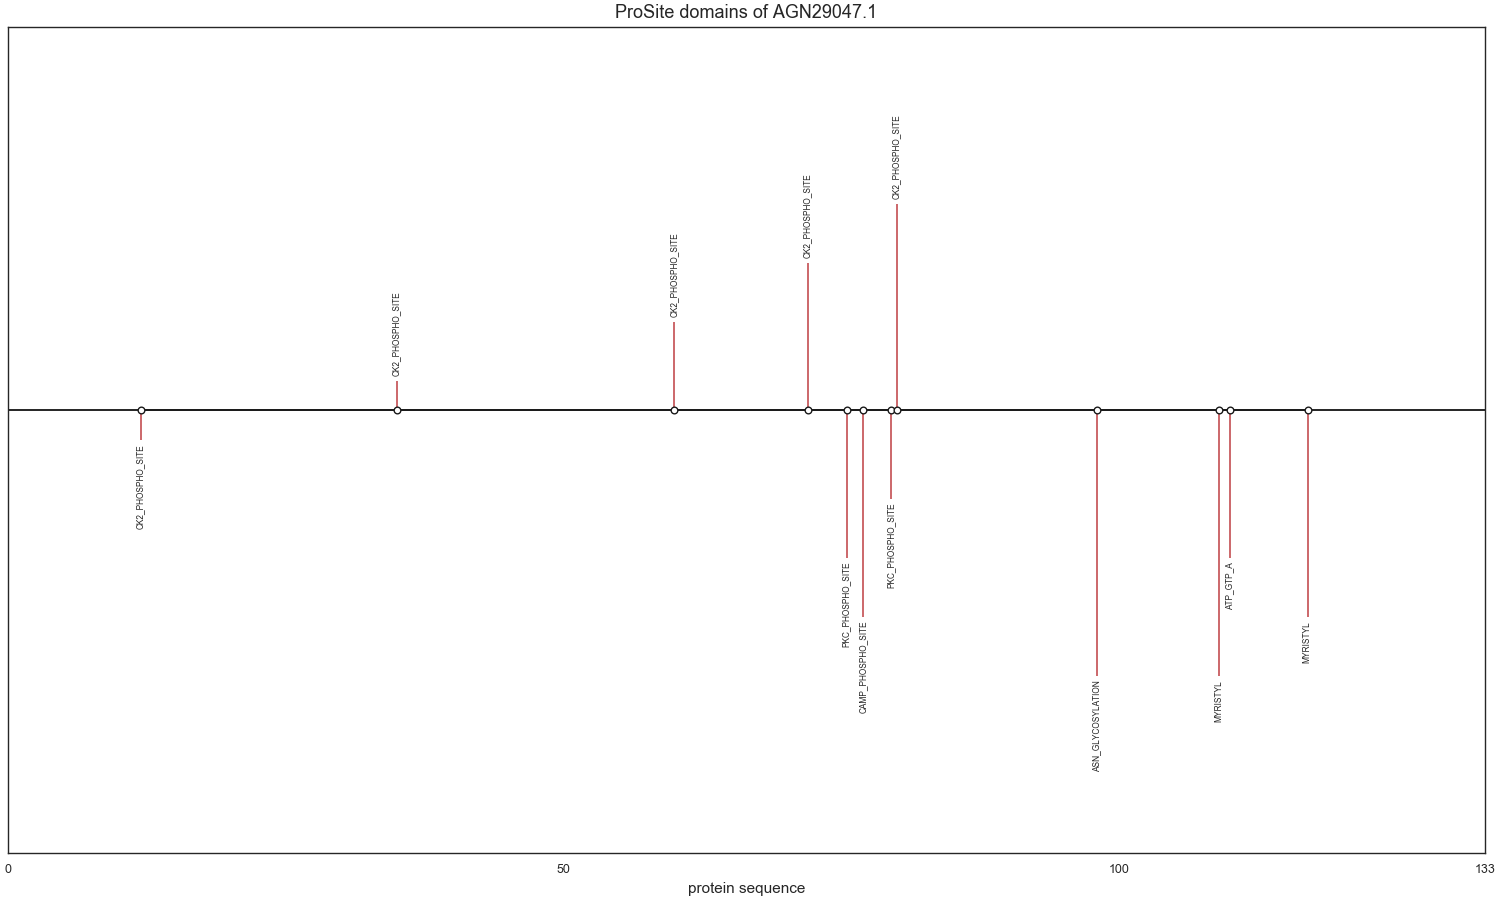 ProSite domains of AGN29047.1
CK2_PHOSPHO_SITE
CK2_PHOSPHO_SITE
CK2_PHOSPHO_SITE
CK2_PHOSPHO_SITE
CK2_PHOSPHO_SITE
PKC_PHOSPHO_SITE
CAMP_PHOSPHO_SITE
PKC_PHOSPHO_SITE
ASN_GLYCOSYLATION
MYRISTYL
ATP_GTP_A
MYRISTYL
0
50
100
133
protein sequence